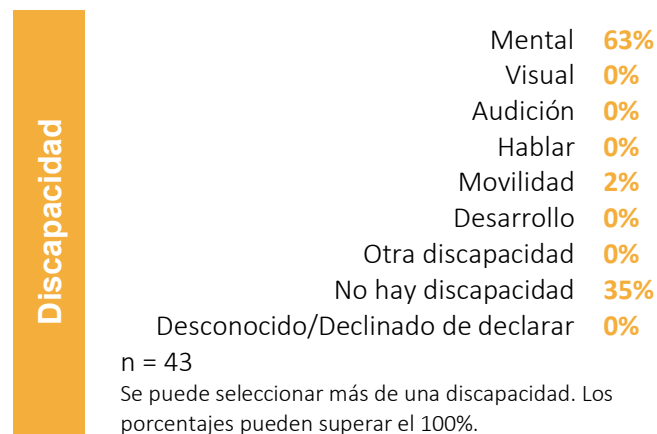 Discapacidad
Mental 63%
Visual 0%
Audición 0%
Hablar 0%
Movilidad 2%
Desarrollo 0%
Otra discapacidad 0%
No hay discapacidad 35%
Desconocido/Declinado de declarar 0%
n = 43
Se puede seleccionar más de una discapacidad. Los
porcentajes pueden superar el 100%.